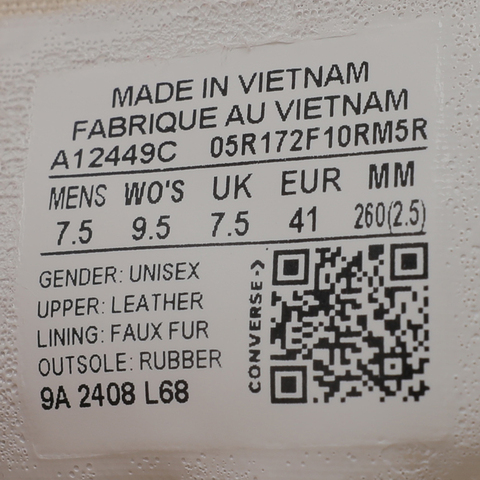 MADE IN VIETNAM
FABRIQUE AU VIETNAM
A12449C 05R172F10RM5R
MENS WO'S UK EUR MM
7.5 9.5 7.5 41 260(2.5)
GENDER: UNISEX
UPPER: LEATHER
LINING: FAUX FUR
OUTSOLE: RUBBER
9A 2408 L68
CONVERSE->